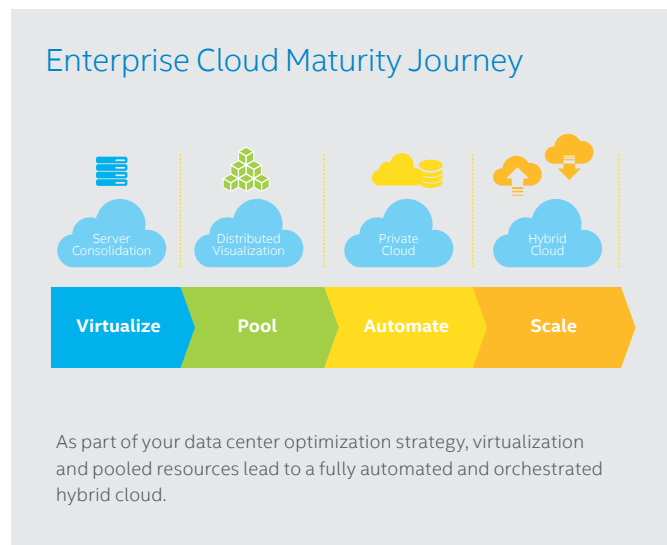 Enterprise Cloud Maturity Journey
Server
Consolidation
Distributed
Visualization
Private
Cloud
Hybrid
Cloud
Virtualize
Pool
Automate
Scale
As part of your data center optimization strategy, virtualization
and pooled resources lead to a fully automated and orchestrated
hybrid cloud.